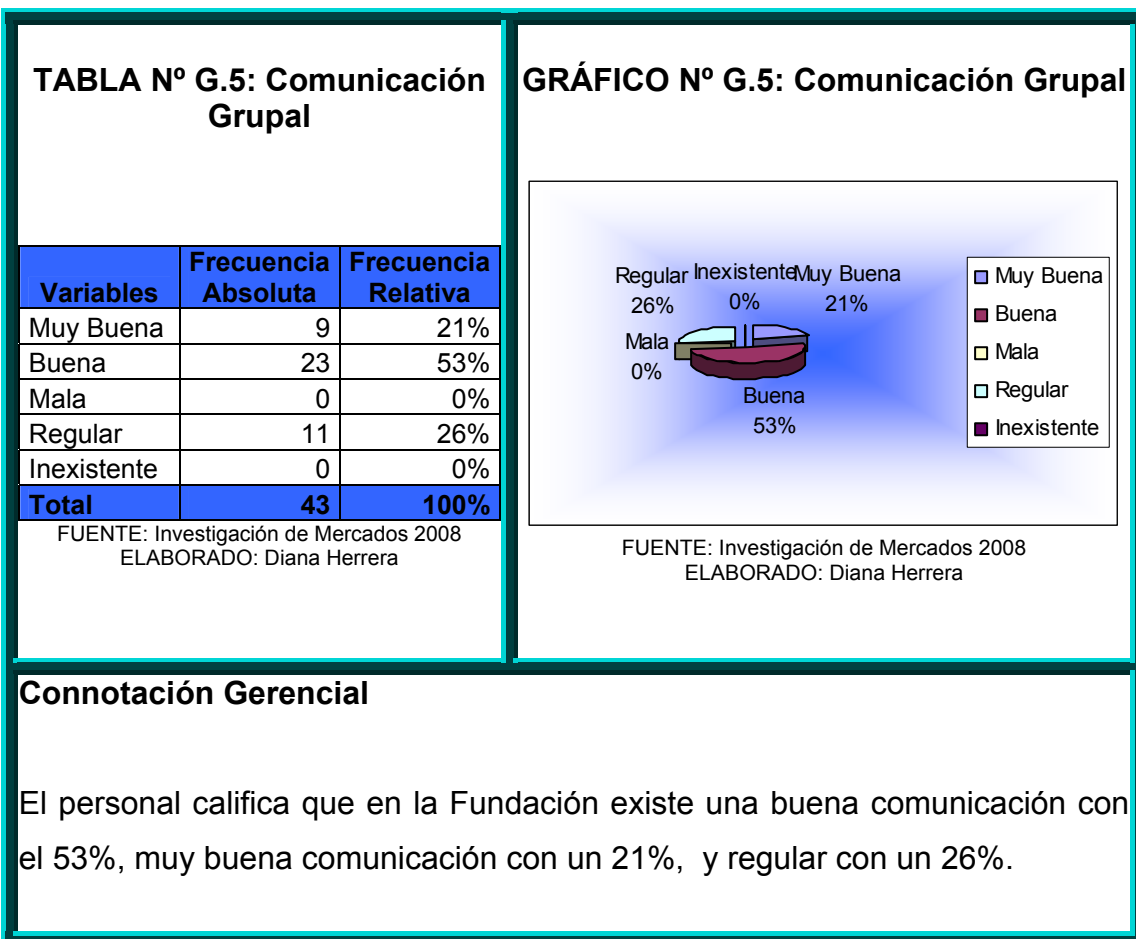 TABLA Nº G.5: Comunicación
Grupal
Variables Frecuencia Absoluta Frecuencia Relativa
Muy Buena 9 21%
Buena 23 53%
Mala 0 0%
Regular 11 26%
Inexistente 0 0%
Total 43 100%
FUENTE: Investigación de Mercados 2008
ELABORADO: Diana Herrera
GRÁFICO Nº G.5: Comunicación Grupal
Regular
26%
Inexistente
0%
Muy Buena
21%
Mala
0%
Buena
53%
Muy Buena
Buena
Mala
Regular
Inexistente
FUENTE: Investigación de Mercados 2008
ELABORADO: Diana Herrera
Connotación Gerencial
El personal califica que en la Fundación existe una buena comunicación con
el 53%, muy buena comunicación con un 21%, y regular con un 26%.